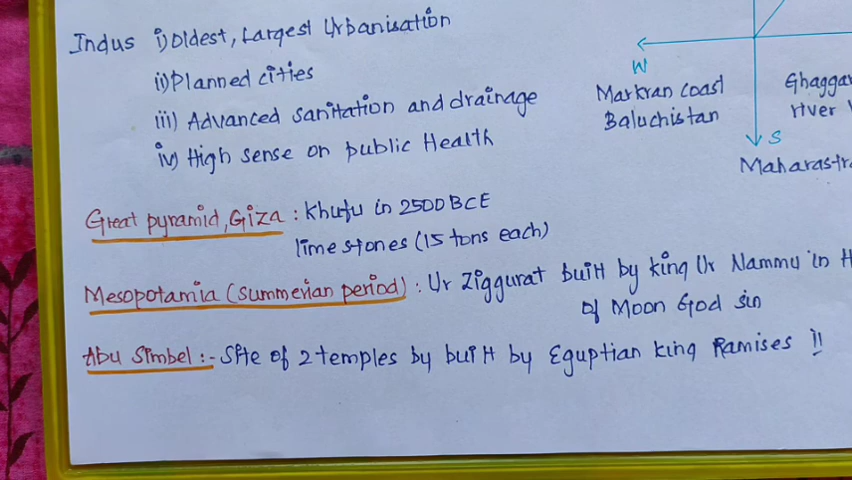 Indus i) Oldest, Largest Urbanisation
ii) Planned cities
iii) Advanced sanitation and drainage
iv) High sense on public Health
W
Markran coast
Baluchistan
S
river
Great pyramid, Giza : Khufu in 2500 BCE
lime stones (15 tons each)
Mesopotamia (Summerian period) : Ur Ziggurat built by king Ur Nammu in
of Moon God sin
Abu Simbel :- Site of 2 temples by built by Eguptian king Ramises II